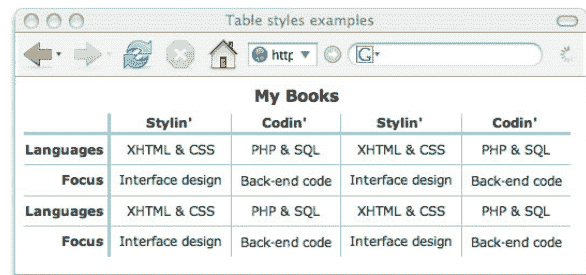 Table styles examples
http
G
My Books
Stylin' Codin' Stylin' Codin'
Languages XHTML & CSS PHP & SQL XHTML & CSS PHP & SQL
Focus Interface design Back-end code Interface design Back-end code
Languages XHTML & CSS PHP & SQL XHTML & CSS PHP & SQL
Focus Interface design Back-end code Interface design Back-end code